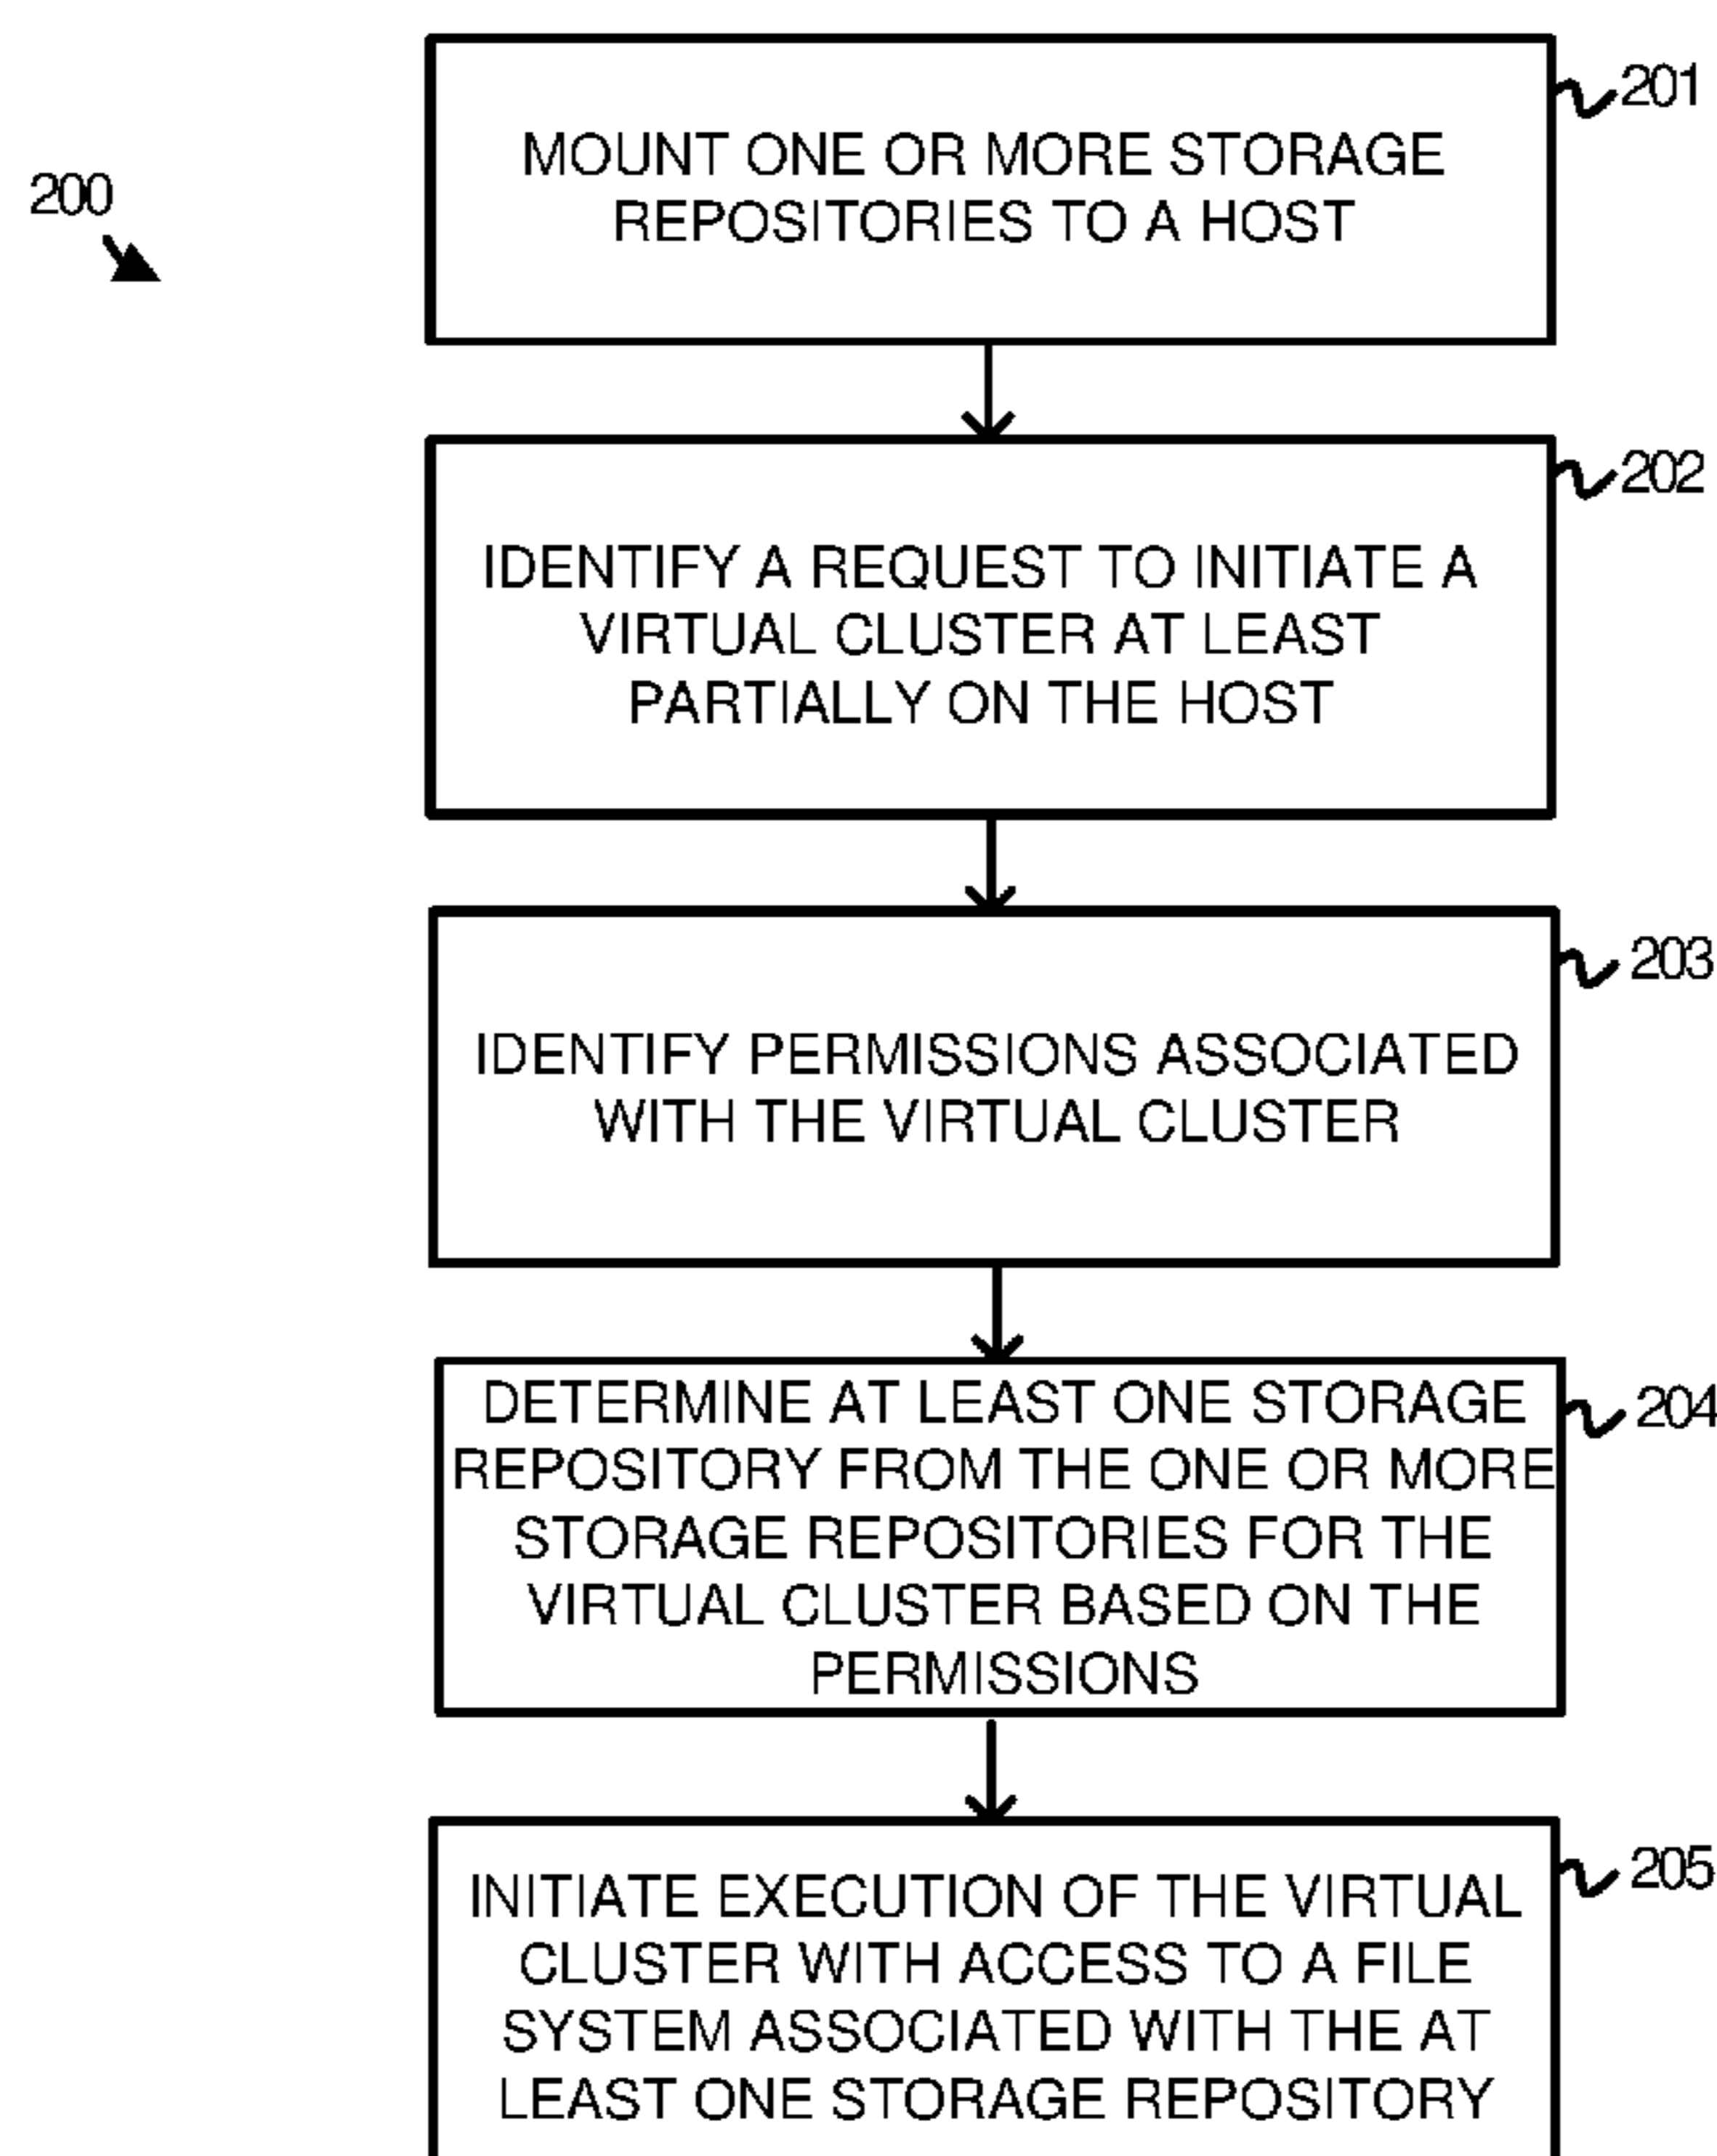 200
201
MOUNT ONE OR MORE STORAGE
REPOSITORIES TO A HOST
202
IDENTIFY A REQUEST TO INITIATE A
VIRTUAL CLUSTER AT LEAST
PARTIALLY ON THE HOST
203
IDENTIFY PERMISSIONS ASSOCIATED
WITH THE VIRTUAL CLUSTER
204
DETERMINE AT LEAST ONE STORAGE
REPOSITORY FROM THE ONE OR MORE
STORAGE REPOSITORIES FOR THE
VIRTUAL CLUSTER BASED ON THE
PERMISSIONS
205
INITIATE EXECUTION OF THE VIRTUAL
CLUSTER WITH ACCESS TO A FILE
SYSTEM ASSOCIATED WITH THE AT
LEAST ONE STORAGE REPOSITORY